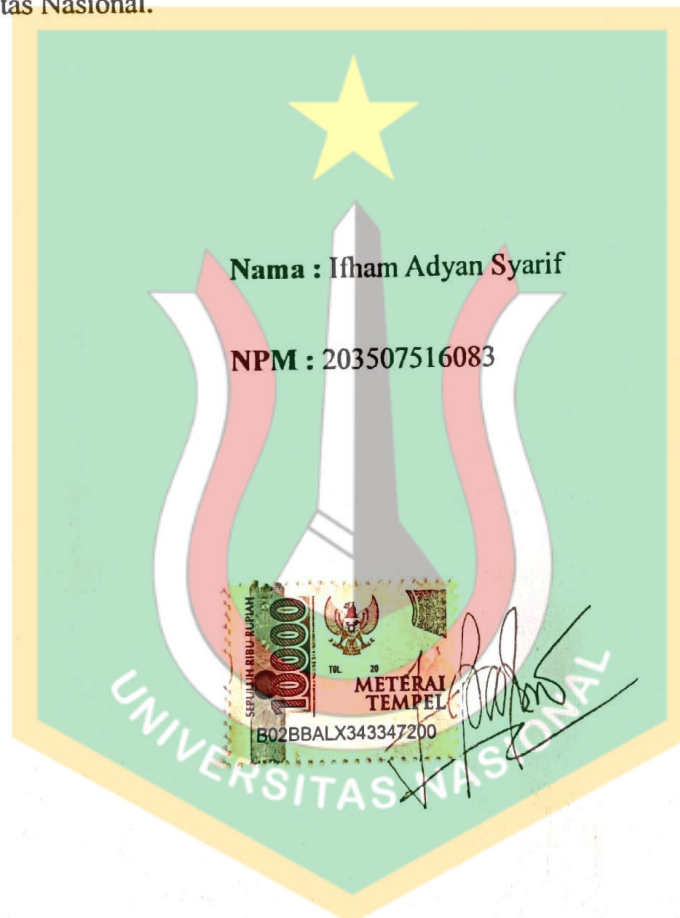 tas Nasional.
Nama : Ifham Adyan Syarif
NPM : 203507516083
SEPULUH RIBU RUPIAH
10000
TGL. 20
METERAI
TEMPEL
B02BBALX343347200
UNIVERSITAS NASIONAL